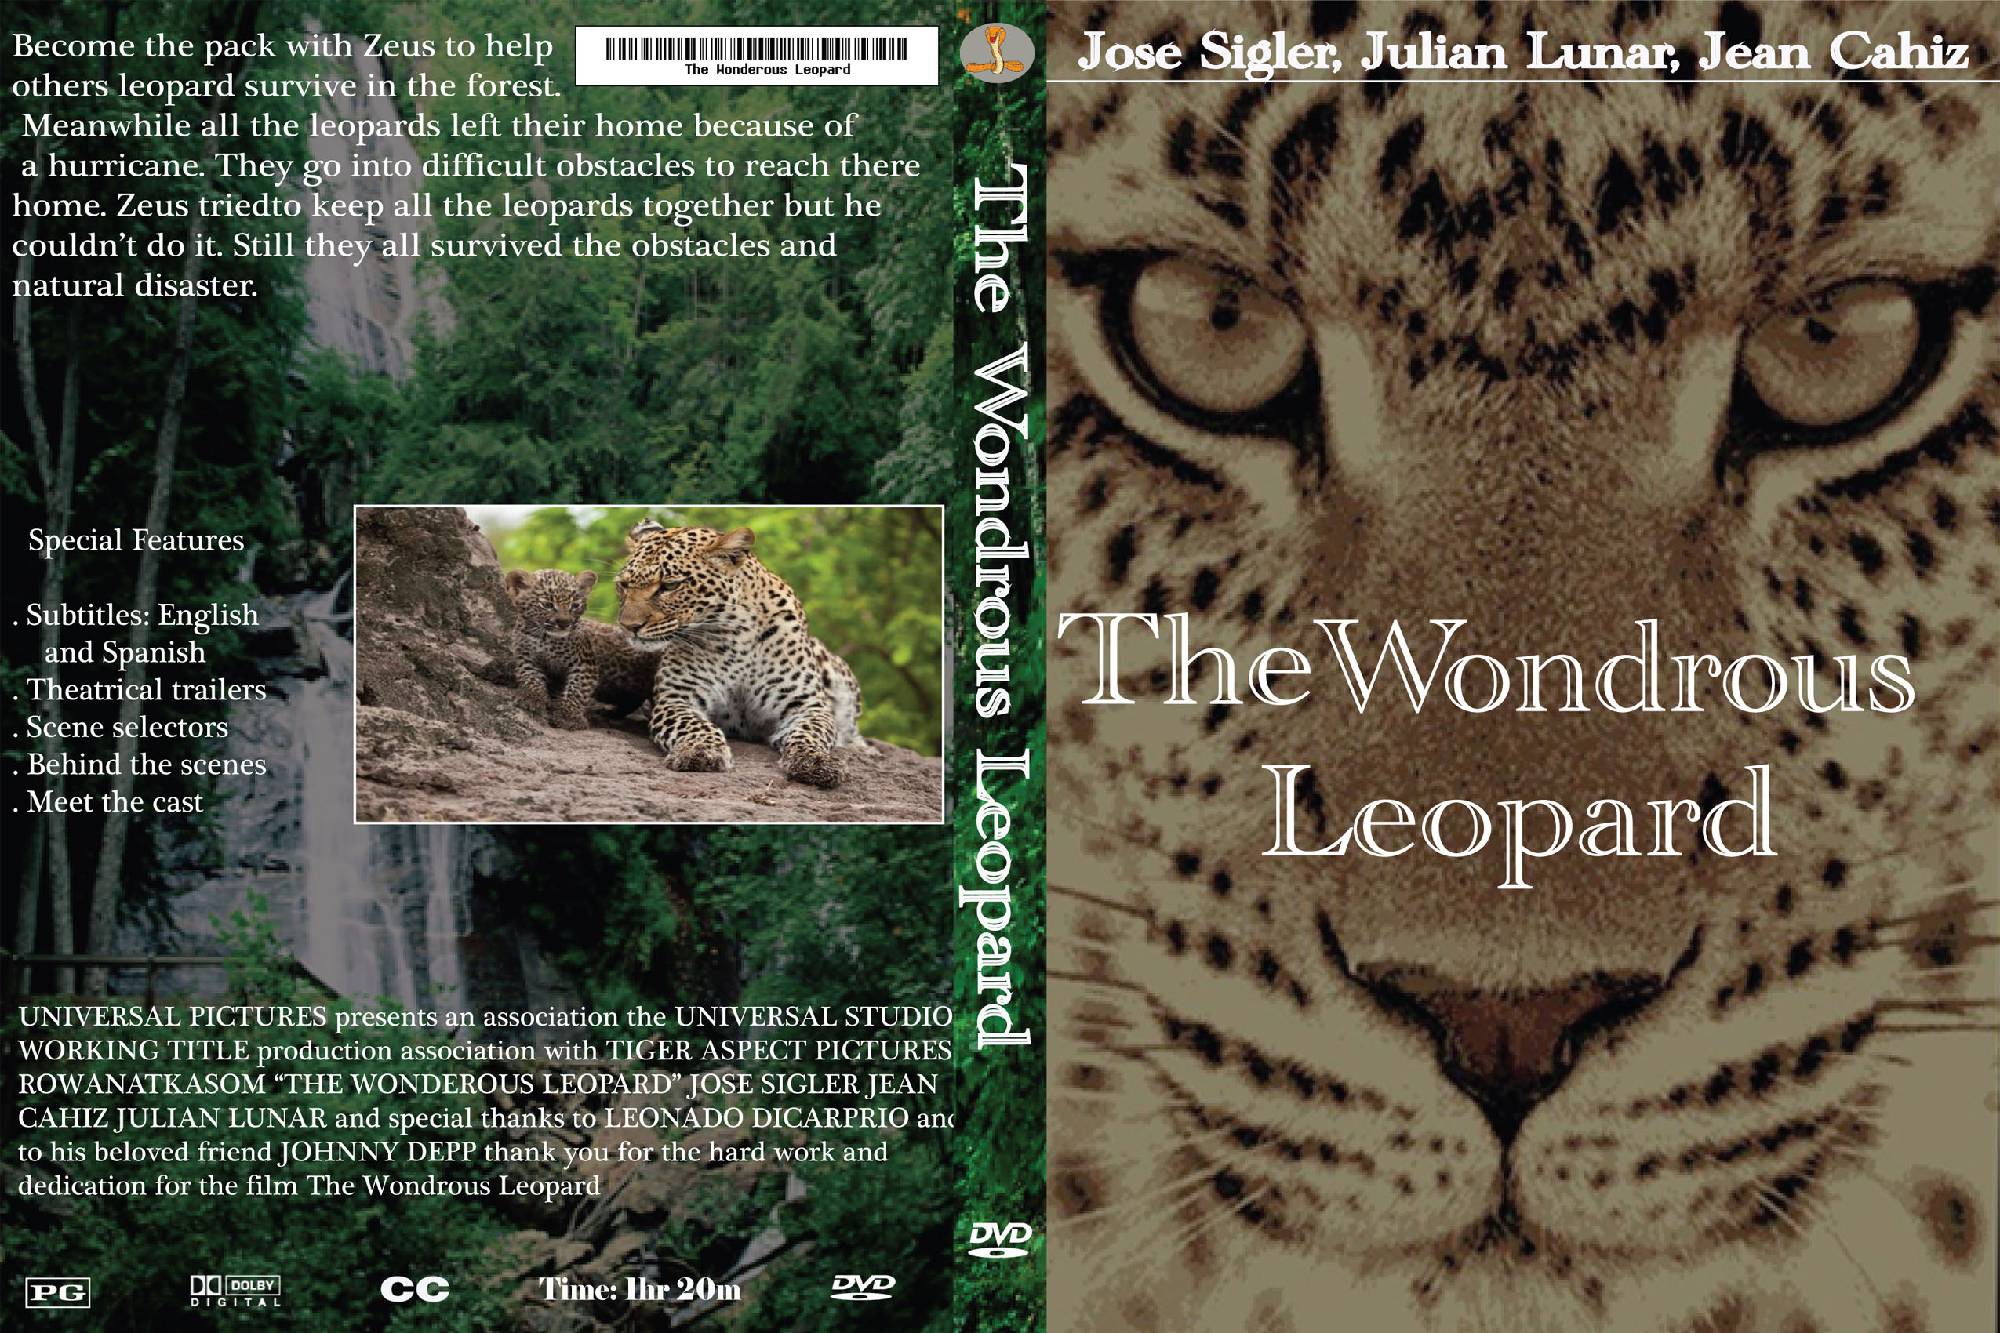 Become the pack with Zeus to help
others leopard survive in the forest.
Meanwhile all the leopards left their home because of
a hurricane. They go into difficult obstacles to reach there
home. Zeus triedto keep all the leopards together but he
couldn't do it. Still they all survived the obstacles and
natural disaster.
The Wonderous Leopard
Special Features
. Subtitles: English
and Spanish
. Theatrical trailers
. Scene selectors
. Behind the scenes
. Meet the cast
UNIVERSAL PICTURES presents an association the UNIVERSAL STUDIO
WORKING TITLE production association with TIGER ASPECT PICTURES
ROWANATKASOM “THE WONDEROUS LEOPARD” JOSE SIGLER JEAN
CAHIZ JULIAN LUNAR and special thanks to LEONADO DICARPRIO and
to his beloved friend JOHNNY DEPP thank you for the hard work and
dedication for the film The Wondrous Leopard
PG
DOLBY
DIGITAL
CC
Time: 1hr 20m
DVD
The Wondrous Leopard
DVD
Jose Sigler, Julian Lunar, Jean Cahiz
The Wondrous
Leopard